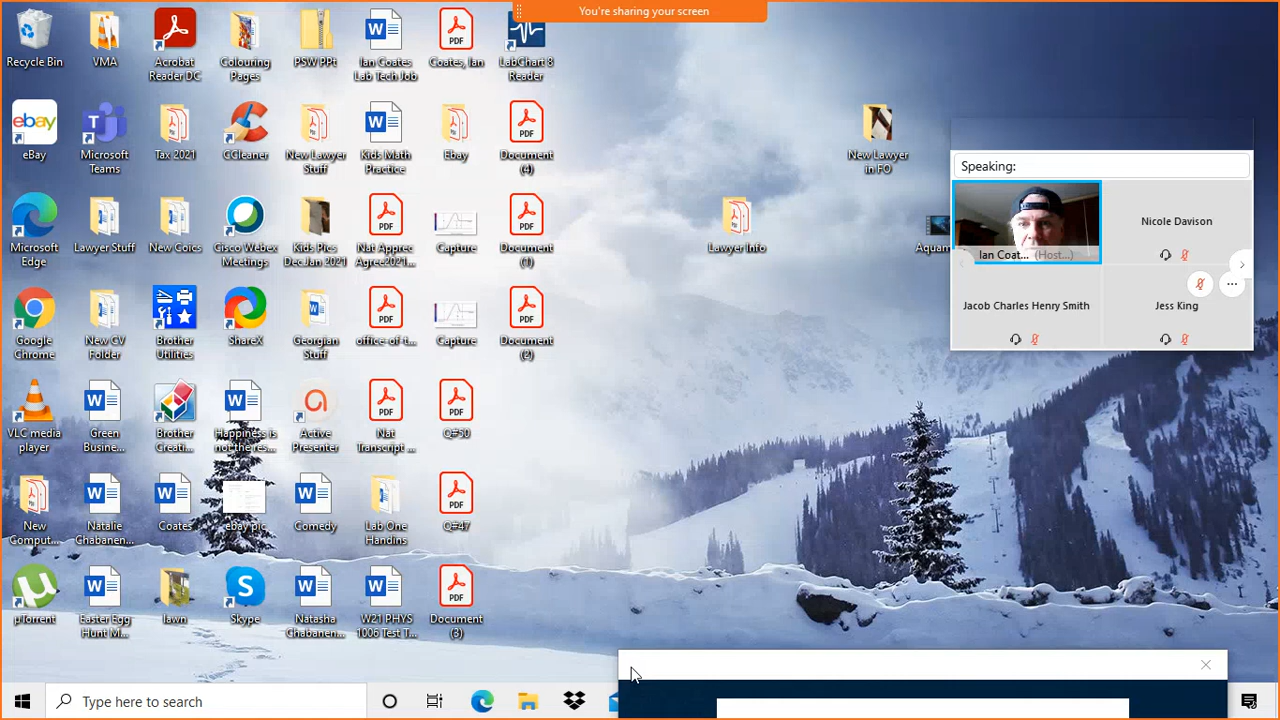 You're sharing your screen
Recycle Bin
VMA
Acrobat
Reader DC
Colouring
Pages
PSW PPt
Ian Coates
Lab Tech Job
Coates, Ian
LabChart 8
Reader
eBay
Microsoft
Teams
Tax 2021
CCleaner
New Lawyer
Stuff
Kids Math
Practice
Ebay
Document
(4)
New Lawyer
in FO
Speaking:
Ian Coat... (Host...)
Nicole Davison
Jacob Charles Henry Smith
Jess King
Microsoft
Edge
Lawyer Stuff
New Coics
Cisco Webex
Meetings
Kids Pics
Dec.Jan 2021
Nat Apprec
Agree2021...
Capture
Document
(1)
Lawyer Info
Google
Chrome
New CV
Folder
Brother
Utilities
ShareX
Georgian
Stuff
office-of-t...
Capture
Document
(2)
VLC media
player
Green
Busine...
Brother
Creati...
Happiness is
not the res...
Active
Presenter
Nat
Transcript ...
Q#50
New
Comput...
Natalie
Chabanen...
Coates
ebay pic
Comedy
Lab One
Handins
Q#47
µTorrent
Easter Egg
Hunt M...
lawn
Skype
Natasha
Chabanen...
W21 PHYS
1006 Test T...
Document
(3)
Type here to search